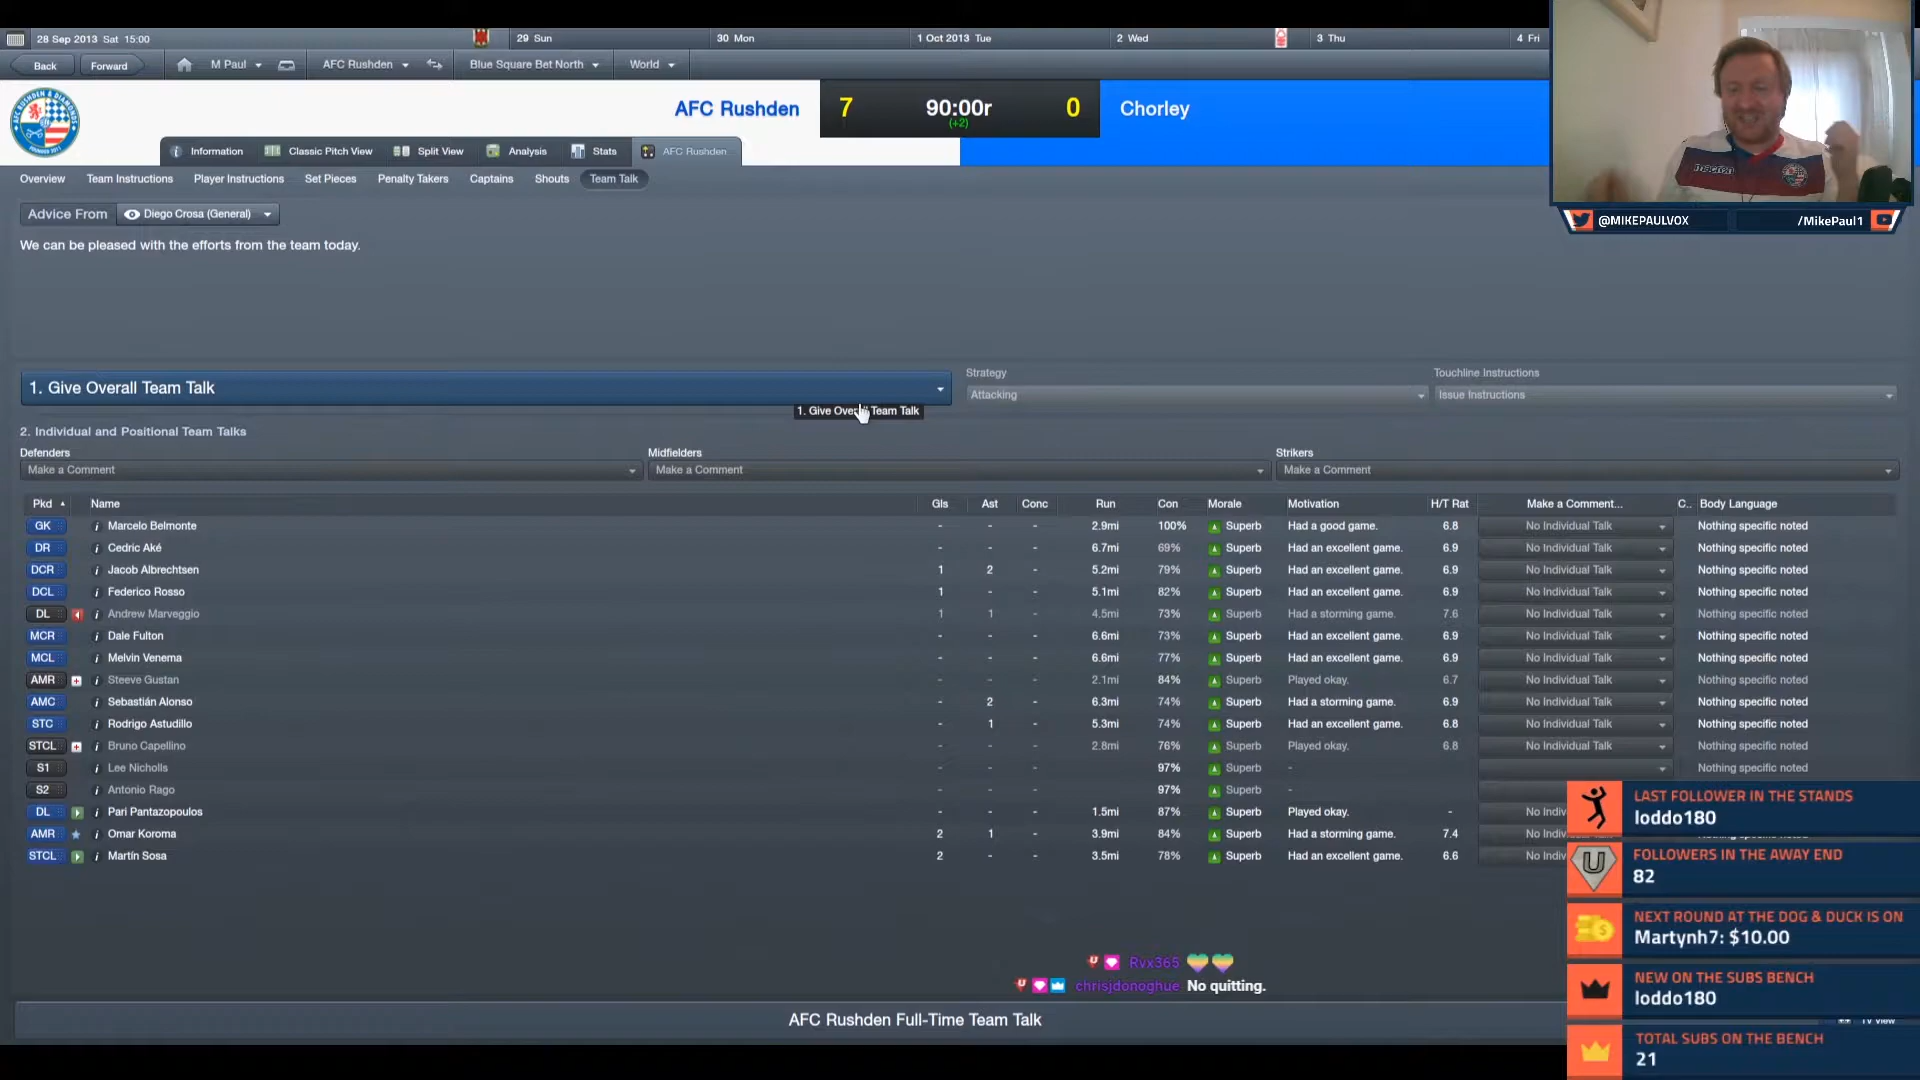 28 Sep 2013 Sat 15:00
29 Sun
30 Mon
1 Oct 2013 Tue
2 Wed
3 Thu
4 Fri
Back
Forward
M Paul
AFC Rushden
Blue Square Bet North
World
AFC Rushden
7
90:00r
(+2)
0
Chorley
Information
Classic Pitch View
Split View
Analysis
Stats
AFC Rushden
Overview
Team Instructions
Player Instructions
Set Pieces
Penalty Takers
Captains
Shouts
Team Talk
macron
@MIKEPAULVOX
/MikePaul1
Advice From
Diego Crosa (General)
We can be pleased with the efforts from the team today.
1. Give Overall Team Talk
Strategy
Attacking
Touchline Instructions
Issue Instructions
1. Give Overall Team Talk
2. Individual and Positional Team Talks
Defenders
Make a Comment
Midfielders
Make a Comment
Strikers
Make a Comment
Pkd Name Gls Ast Conc Run Con Morale Motivation H/T Rat Make a Comment... C.. Body Language
GK i Marcelo Belmonte - - - 2.9mi 100% Superb Had a good game. 6.8 No Individual Talk Nothing specific noted
DR i Cedric Aké - - - 6.7mi 69% Superb Had an excellent game. 6.9 No Individual Talk Nothing specific noted
DCR i Jacob Albrechtsen 1 2 - 5.2mi 79% Superb Had an excellent game. 6.9 No Individual Talk Nothing specific noted
DCL i Federico Rosso 1 - - 5.1mi 82% Superb Had an excellent game. 6.9 No Individual Talk Nothing specific noted
DL i Andrew Marveggio 1 1 - 4.5mi 73% Superb Had a storming game. 7.6 No Individual Talk Nothing specific noted
MCR i Dale Fulton - - - 6.6mi 73% Superb Had an excellent game. 6.9 No Individual Talk Nothing specific noted
MCL i Melvin Venema - - - 6.6mi 77% Superb Had an excellent game. 6.9 No Individual Talk Nothing specific noted
AMR i Steeve Gustan - - - 2.1mi 84% Superb Played okay. 6.7 No Individual Talk Nothing specific noted
AMC i Sebastián Alonso - 2 - 6.3mi 74% Superb Had a storming game. 6.9 No Individual Talk Nothing specific noted
STC i Rodrigo Astudillo - 1 - 5.3mi 74% Superb Had an excellent game. 6.8 No Individual Talk Nothing specific noted
STCL i Bruno Capellino - - - 2.8mi 76% Superb Played okay. 6.8 No Individual Talk Nothing specific noted
S1 i Lee Nicholls - - - 97% Superb - Nothing specific noted
S2 i Antonio Rago - - - 97% Superb -
DL i Pari Pantazopoulos - - - 1.5mi 87% Superb Played okay. - No Indiv
AMR i Omar Koroma 2 1 - 3.9mi 84% Superb Had a storming game. 7.4 No Indiv
STCL i Martín Sosa 2 - - 3.5mi 78% Superb Had an excellent game. 6.6 No Indiv
LAST FOLLOWER IN THE STANDS
loddo180
FOLLOWERS IN THE AWAY END
82
NEXT ROUND AT THE DOG & DUCK IS ON
Martynh7: $10.00
NEW ON THE SUBS BENCH
loddo180
TOTAL SUBS ON THE BENCH
21
Rvx365
chrisjdonoghue No quitting.
AFC Rushden Full-Time Team Talk
TV View